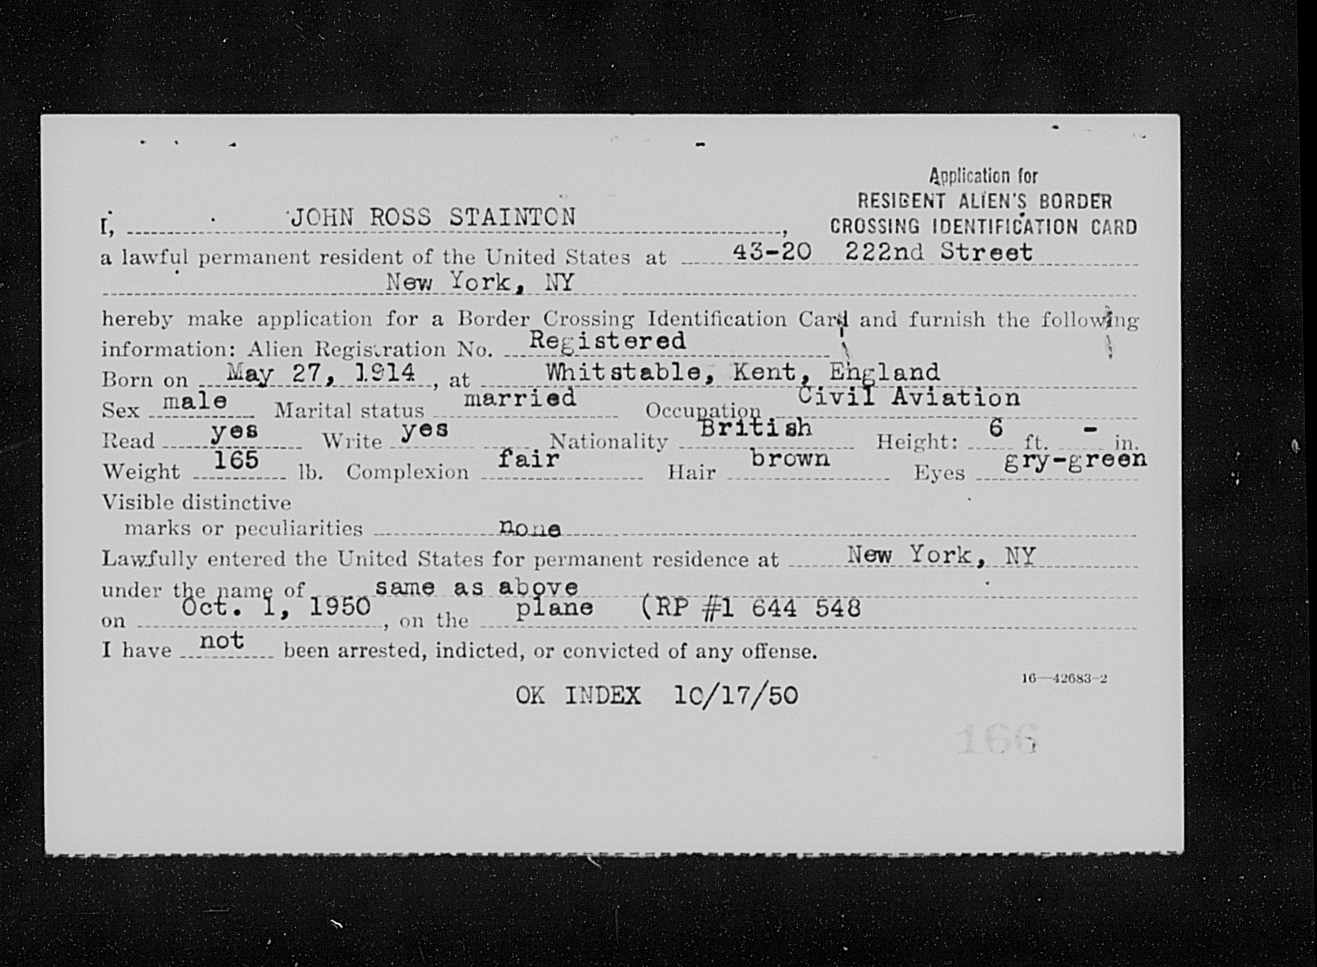 Application for
RESIDENT ALIEN'S BORDER
CROSSING IDENTIFICATION CARD
I, JOHN ROSS STAINTON,
a lawful permanent resident of the United States at 43-20 222nd Street
New York, NY
hereby make application for a Border Crossing Identification Card and furnish the following
information: Alien Registration No. Registered
Born on May 27, 1914, at Whitstable, Kent, England
Sex male Marital status married Occupation Civil Aviation
Read yes Write yes Nationality British Height: 6 ft. - in.
Weight 165 lb. Complexion fair Hair brown Eyes gry-green
Visible distinctive
marks or peculiarities none
Lawfully entered the United States for permanent residence at New York, NY
under the name of same as above
on Oct. 1, 1950, on the plane (RP #1 644 548
I have not been arrested, indicted, or convicted of any offense.
16—42683-2
OK INDEX 10/17/50
166